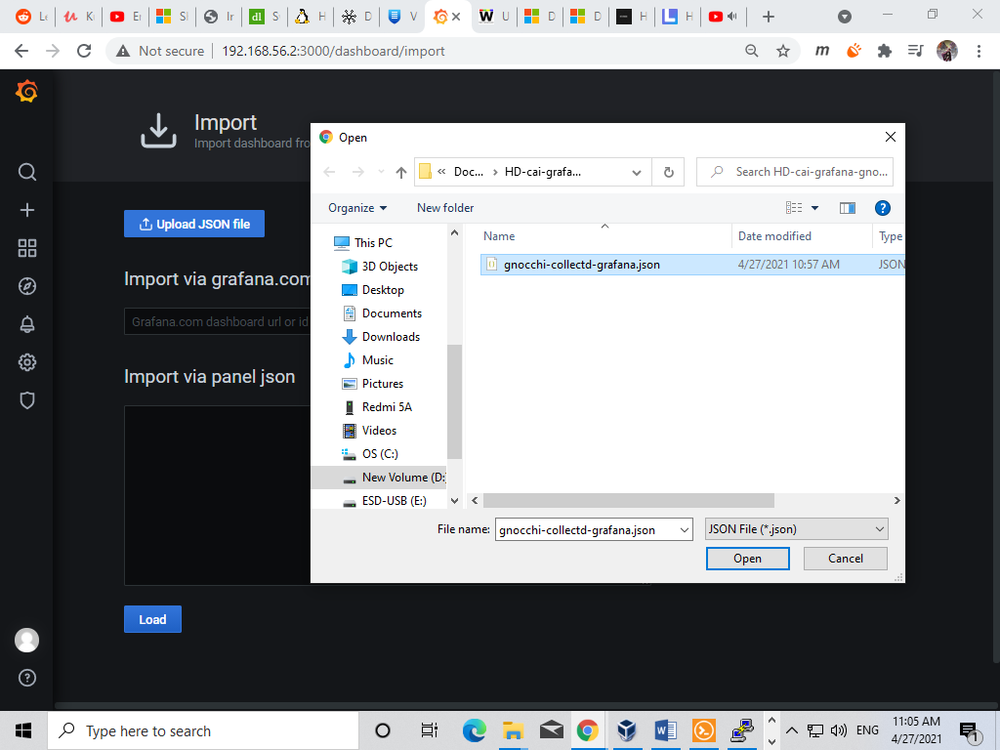 Not secure
192.168.56.2:3000/dashboard/import
Import
Import dashboard fro
Upload JSON file
Import via grafana.com
Grafana.com dashboard url or id
Import via panel json
Load
Open
« Doc... › HD-cai-grafa...
Search HD-cai-grafana-gno...
Organize
New folder
This PC
3D Objects
Desktop
Documents
Downloads
Music
Pictures
Redmi 5A
Videos
OS (C:)
New Volume (D:)
ESD-USB (E:)
Name
Date modified
Type
gnocchi-collectd-grafana.json
4/27/2021 10:57 AM
JSON
File name:
gnocchi-collectd-grafana.json
JSON File (*.json)
Open
Cancel
Type here to search
ENG
11:05 AM
4/27/2021
1